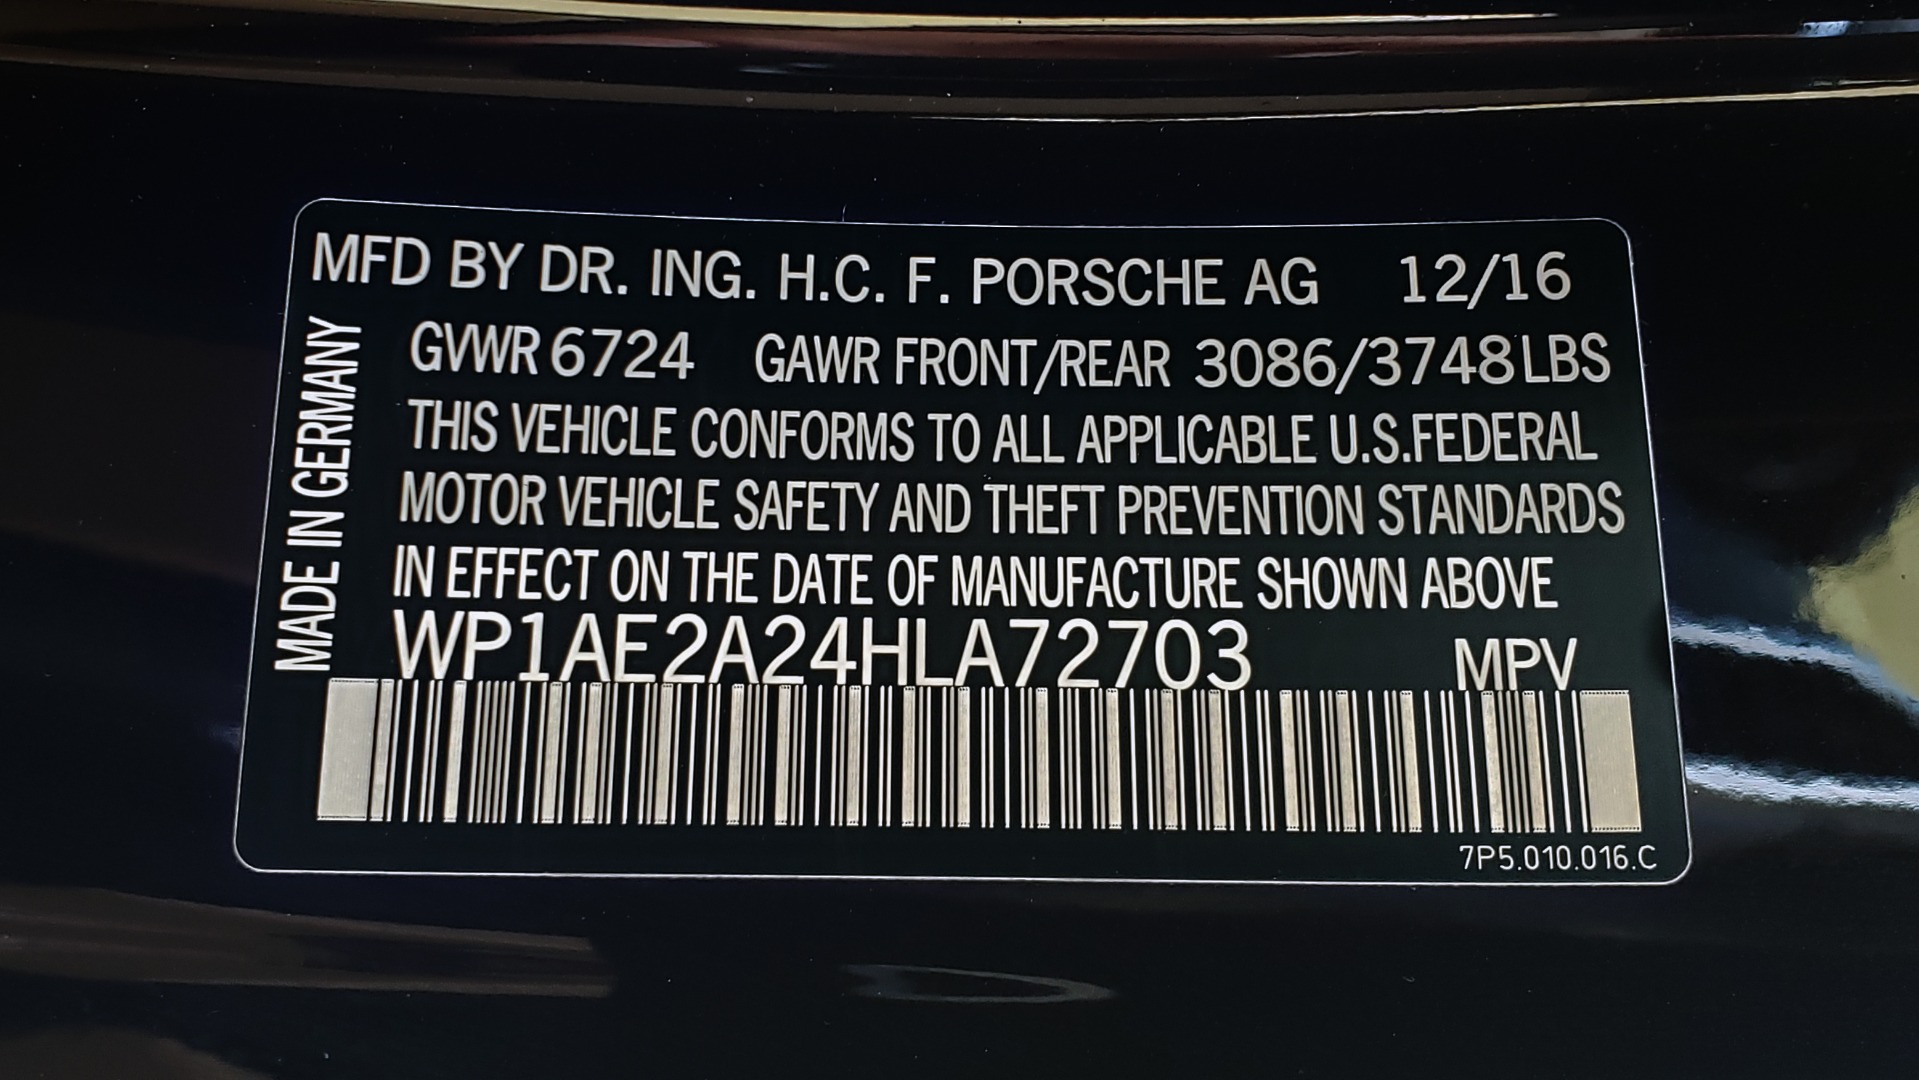 MFD BY DR. ING. H.C. F. PORSCHE AG 12/16
GVWR 6724 GAWR FRONT/REAR 3086/3748LBS
THIS VEHICLE CONFORMS TO ALL APPLICABLE U.S.FEDERAL
MOTOR VEHICLE SAFETY AND THEFT PREVENTION STANDARDS
IN EFFECT ON THE DATE OF MANUFACTURE SHOWN ABOVE
WP1AE2A24HLA72703 MPV
MADE IN GERMANY
7P5.010.016.C